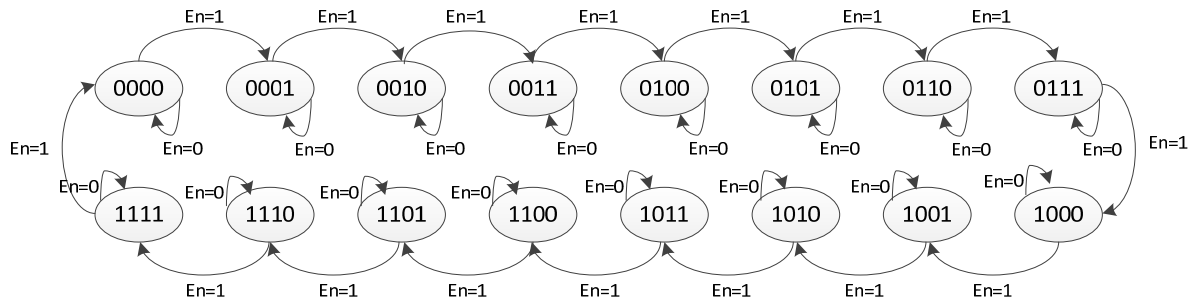 En=1 En=1 En=1 En=1 En=1 En=1 En=1
0000 0001 0010 0011 0100 0101 0110 0111
En=0 En=0 En=0 En=0 En=0 En=0 En=0 En=0
En=1 En=1
En=0 En=0 En=0 En=0 En=0 En=0 En=0 En=0
1111 1110 1101 1100 1011 1010 1001 1000
En=1 En=1 En=1 En=1 En=1 En=1 En=1